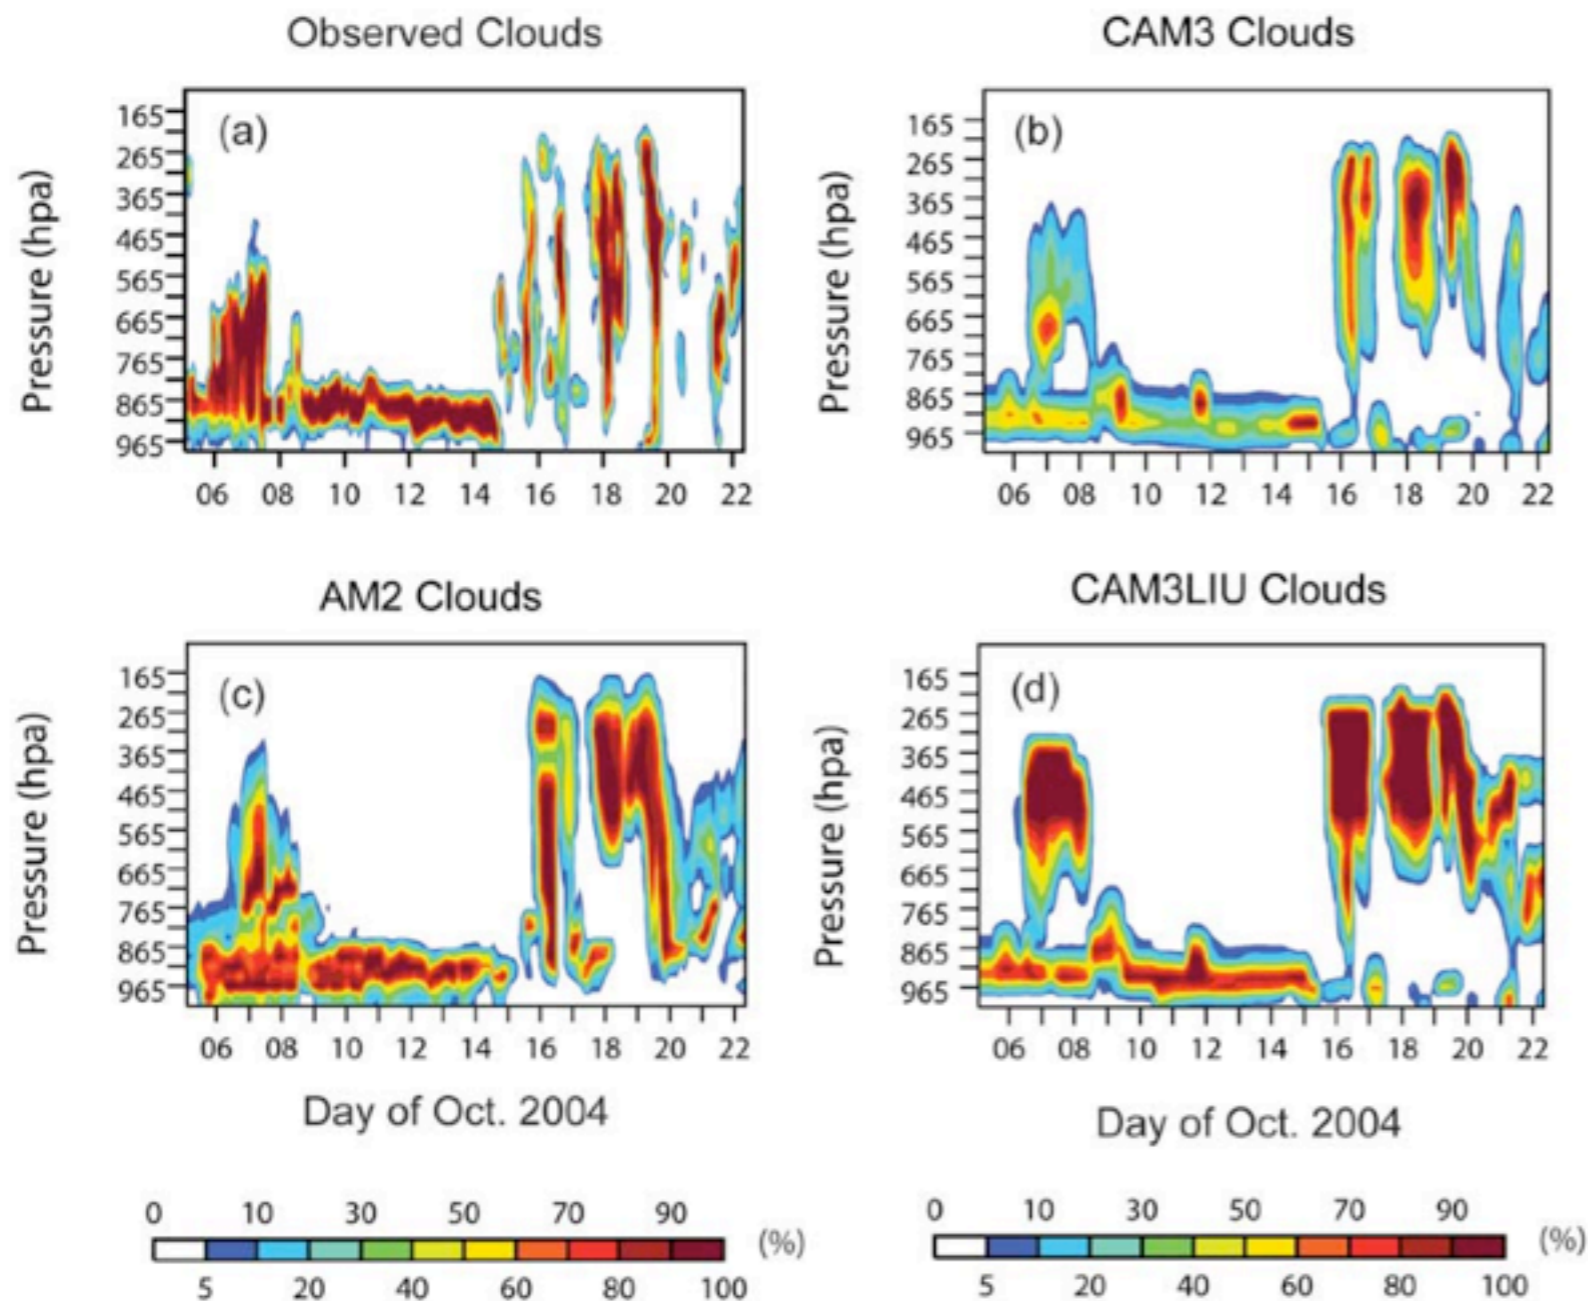 Observed Clouds
(a)
Pressure (hpa)
165
265
365
465
565
665
765
865
965
06 08 10 12 14 16 18 20 22
CAM3 Clouds
(b)
Pressure (hpa)
165
265
365
465
565
665
765
865
965
06 08 10 12 14 16 18 20 22
AM2 Clouds
(c)
Pressure (hpa)
165
265
365
465
565
665
765
865
965
06 08 10 12 14 16 18 20 22
Day of Oct. 2004
CAM3LIU Clouds
(d)
Pressure (hpa)
165
265
365
465
565
665
765
865
965
06 08 10 12 14 16 18 20 22
Day of Oct. 2004
0 10 30 50 70 90
(%)
5 20 40 60 80 100
0 10 30 50 70 90
(%)
5 20 40 60 80 100